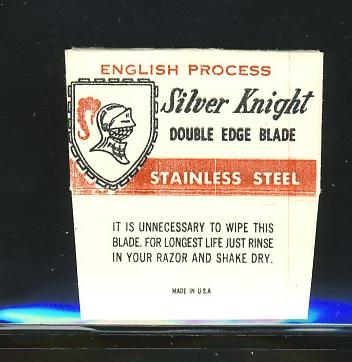 ENGLISH PROCESS
Silver Knight
DOUBLE EDGE BLADE
STAINLESS STEEL
IT IS UNNECESSARY TO WIPE THIS
BLADE. FOR LONGEST LIFE JUST RINSE
IN YOUR RAZOR AND SHAKE DRY.
MADE IN U.S.A